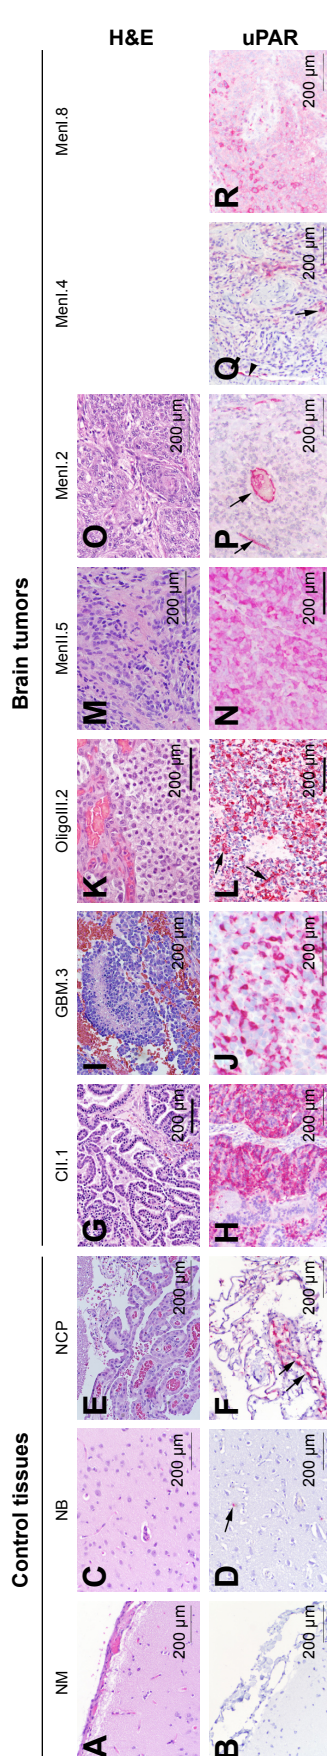 H&E
uPAR
Control tissues
Brain tumors
NM
NB
NCP
CII.1
GBM.3
OligoIII.2
MenII.5
MenI.2
MenI.4
MenI.8
A
200 µm
B
200 µm
C
200 µm
D
200 µm
E
200 µm
F
200 µm
G
200 µm
H
200 µm
I
200 µm
J
200 µm
K
200 µm
L
200 µm
M
200 µm
N
200 µm
O
200 µm
P
200 µm
Q
200 µm
R
200 µm